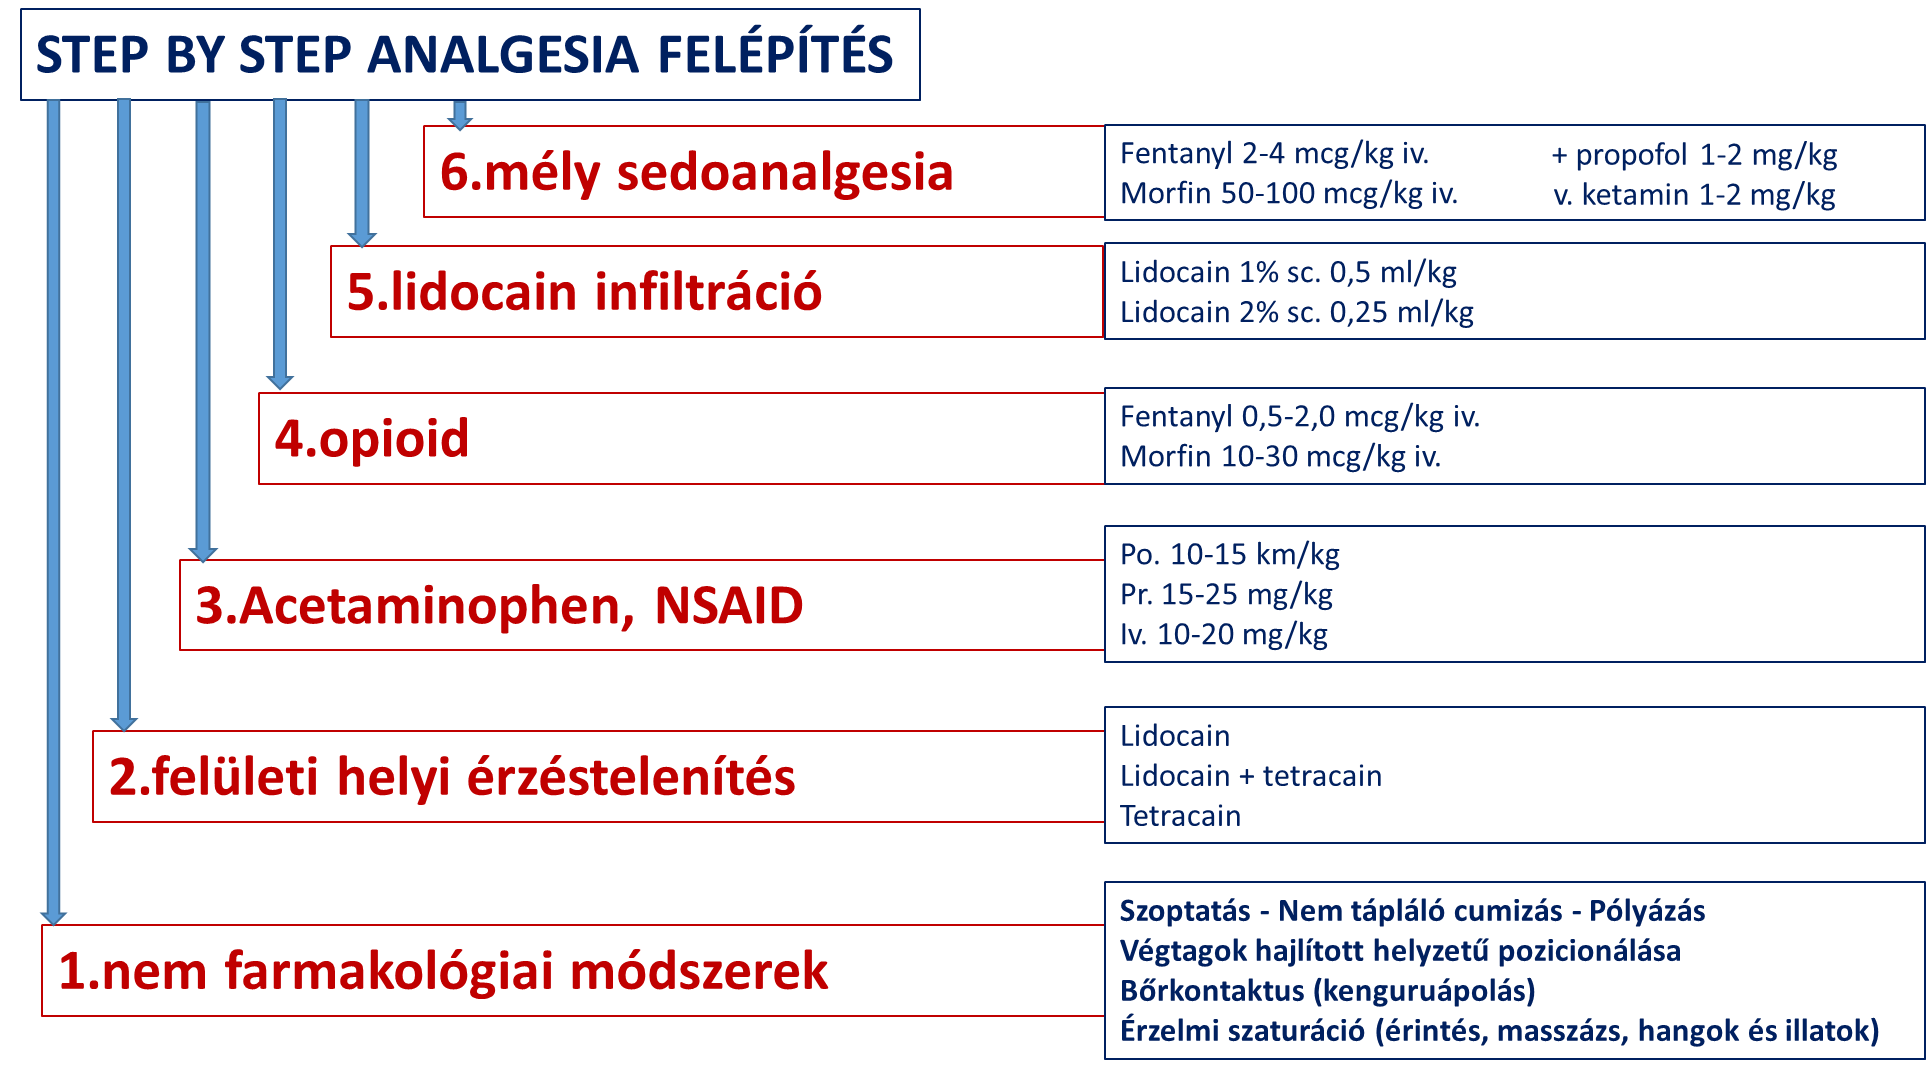 STEP BY STEP ANALGESIA FELÉPÍTÉS
6.mély sedoanalgesia
Fentanyl 2-4 mcg/kg iv. + propofol 1-2 mg/kg
Morfin 50-100 mcg/kg iv. v. ketamin 1-2 mg/kg
5.lidocain infiltráció
Lidocain 1% sc. 0,5 ml/kg
Lidocain 2% sc. 0,25 ml/kg
4.opioid
Fentanyl 0,5-2,0 mcg/kg iv.
Morfin 10-30 mcg/kg iv.
3.Acetaminophen, NSAID
Po. 10-15 km/kg
Pr. 15-25 mg/kg
Iv. 10-20 mg/kg
2.felületi helyi érzéstelenítés
Lidocain
Lidocain + tetracain
Tetracain
1.nem farmakológiai módszerek
Szoptatás - Nem tápláló cumizás - Pólyázás
Végtagok hajlított helyzetű pozicionálása
Bőrkontaktus (kenguruápolás)
Érzelmi szaturáció (érintés, masszázs, hangok és illatok)